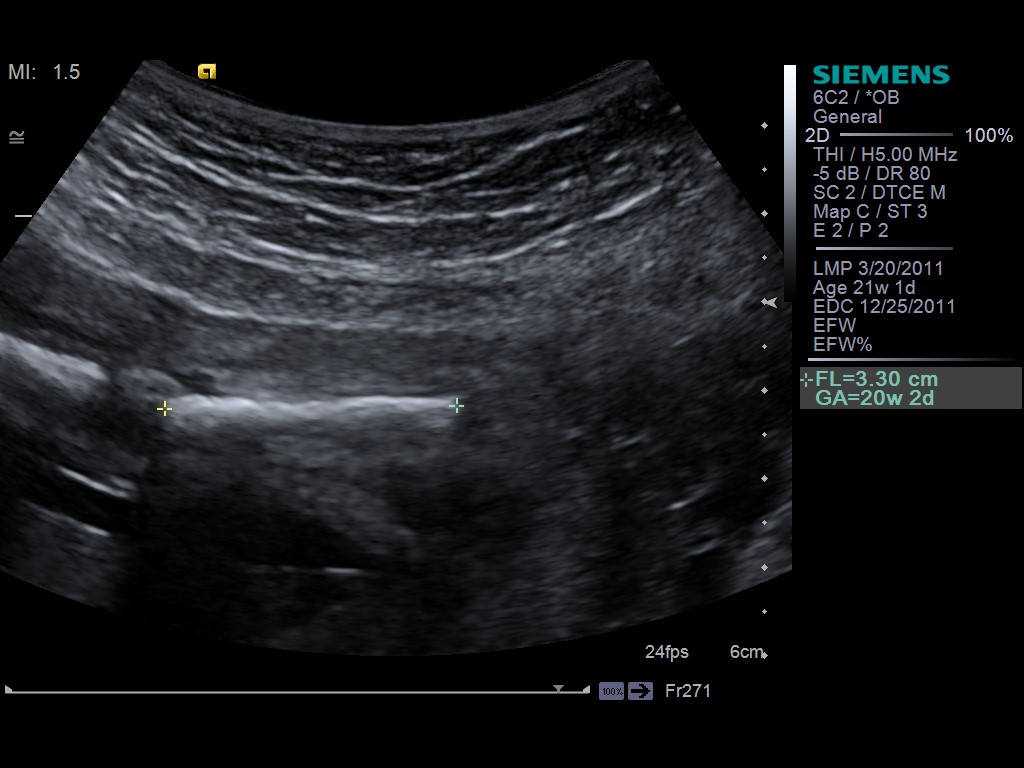 MI: 1.5
SIEMENS
6C2 / *OB
General
2D 100%
THI / H5.00 MHz
-5 dB / DR 80
SC 2 / DTCE M
Map C / ST 3
E 2 / P 2
LMP 3/20/2011
Age 21w 1d
EDC 12/25/2011
EFW
EFW%
FL=3.30 cm
GA=20w 2d
24fps 6cm
100% Fr271